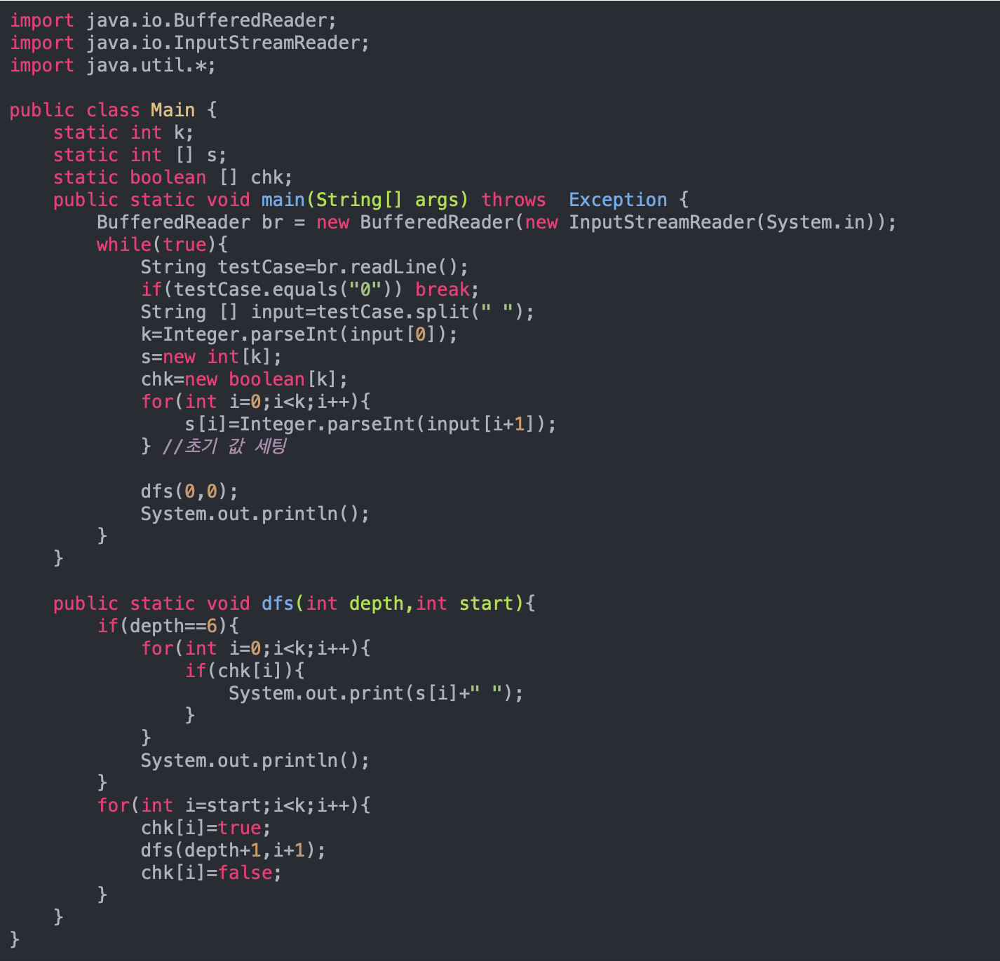 import java.io.BufferedReader;
import java.io.InputStreamReader;
import java.util.*;

public class Main {
    static int k;
    static int [] s;
    static boolean [] chk;
    public static void main(String[] args) throws  Exception {
        BufferedReader br = new BufferedReader(new InputStreamReader(System.in));
        while(true){
            String testCase=br.readLine();
            if(testCase.equals("0")) break;
            String [] input=testCase.split(" ");
            k=Integer.parseInt(input[0]);
            s=new int[k];
            chk=new boolean[k];
            for(int i=0;i<k;i++){
                s[i]=Integer.parseInt(input[i+1]);
            } //초기 값 세팅

            dfs(0,0);
            System.out.println();
        }
    }

    public static void dfs(int depth,int start){
        if(depth==6){
            for(int i=0;i<k;i++){
                if(chk[i]){
                    System.out.print(s[i]+" ");
                }
            }
            System.out.println();
        }
        for(int i=start;i<k;i++){
            chk[i]=true;
            dfs(depth+1,i+1);
            chk[i]=false;
        }
    }
}